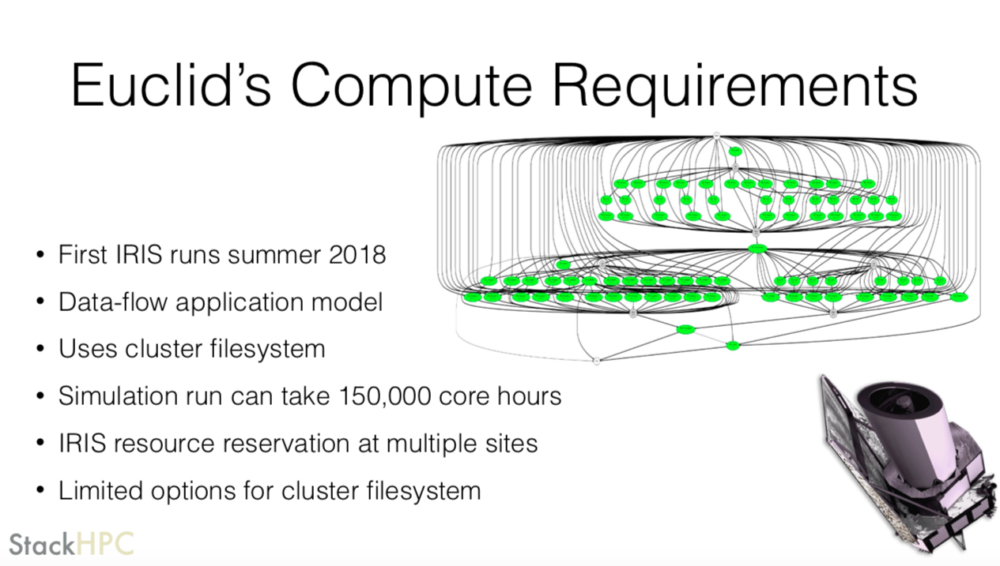 Euclid’s Compute Requirements
• First IRIS runs summer 2018
• Data-flow application model
• Uses cluster filesystem
• Simulation run can take 150,000 core hours
• IRIS resource reservation at multiple sites
• Limited options for cluster filesystem
StackHPC